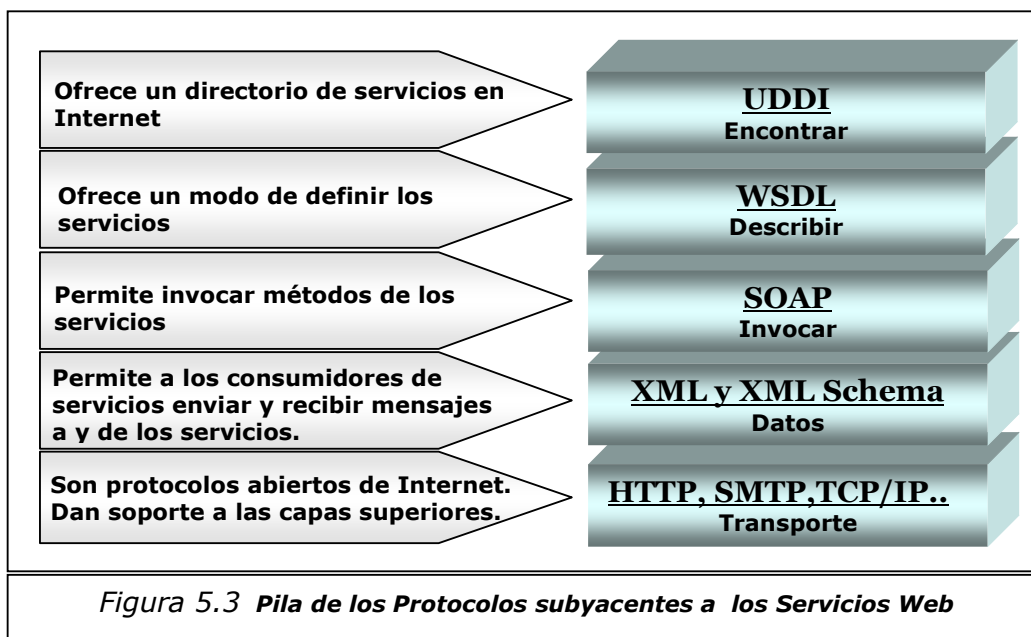 Ofrece un directorio de servicios en
Internet
UDDI
Encontrar
Ofrece un modo de definir los
servicios
WSDL
Describir
Permite invocar métodos de los
servicios
SOAP
Invocar
Permite a los consumidores de
servicios enviar y recibir mensajes
a y de los servicios.
XML y XML Schema
Datos
Son protocolos abiertos de Internet.
Dan soporte a las capas superiores.
HTTP, SMTP,TCP/IP..
Transporte
Figura 5.3 Pila de los Protocolos subyacentes a los Servicios Web